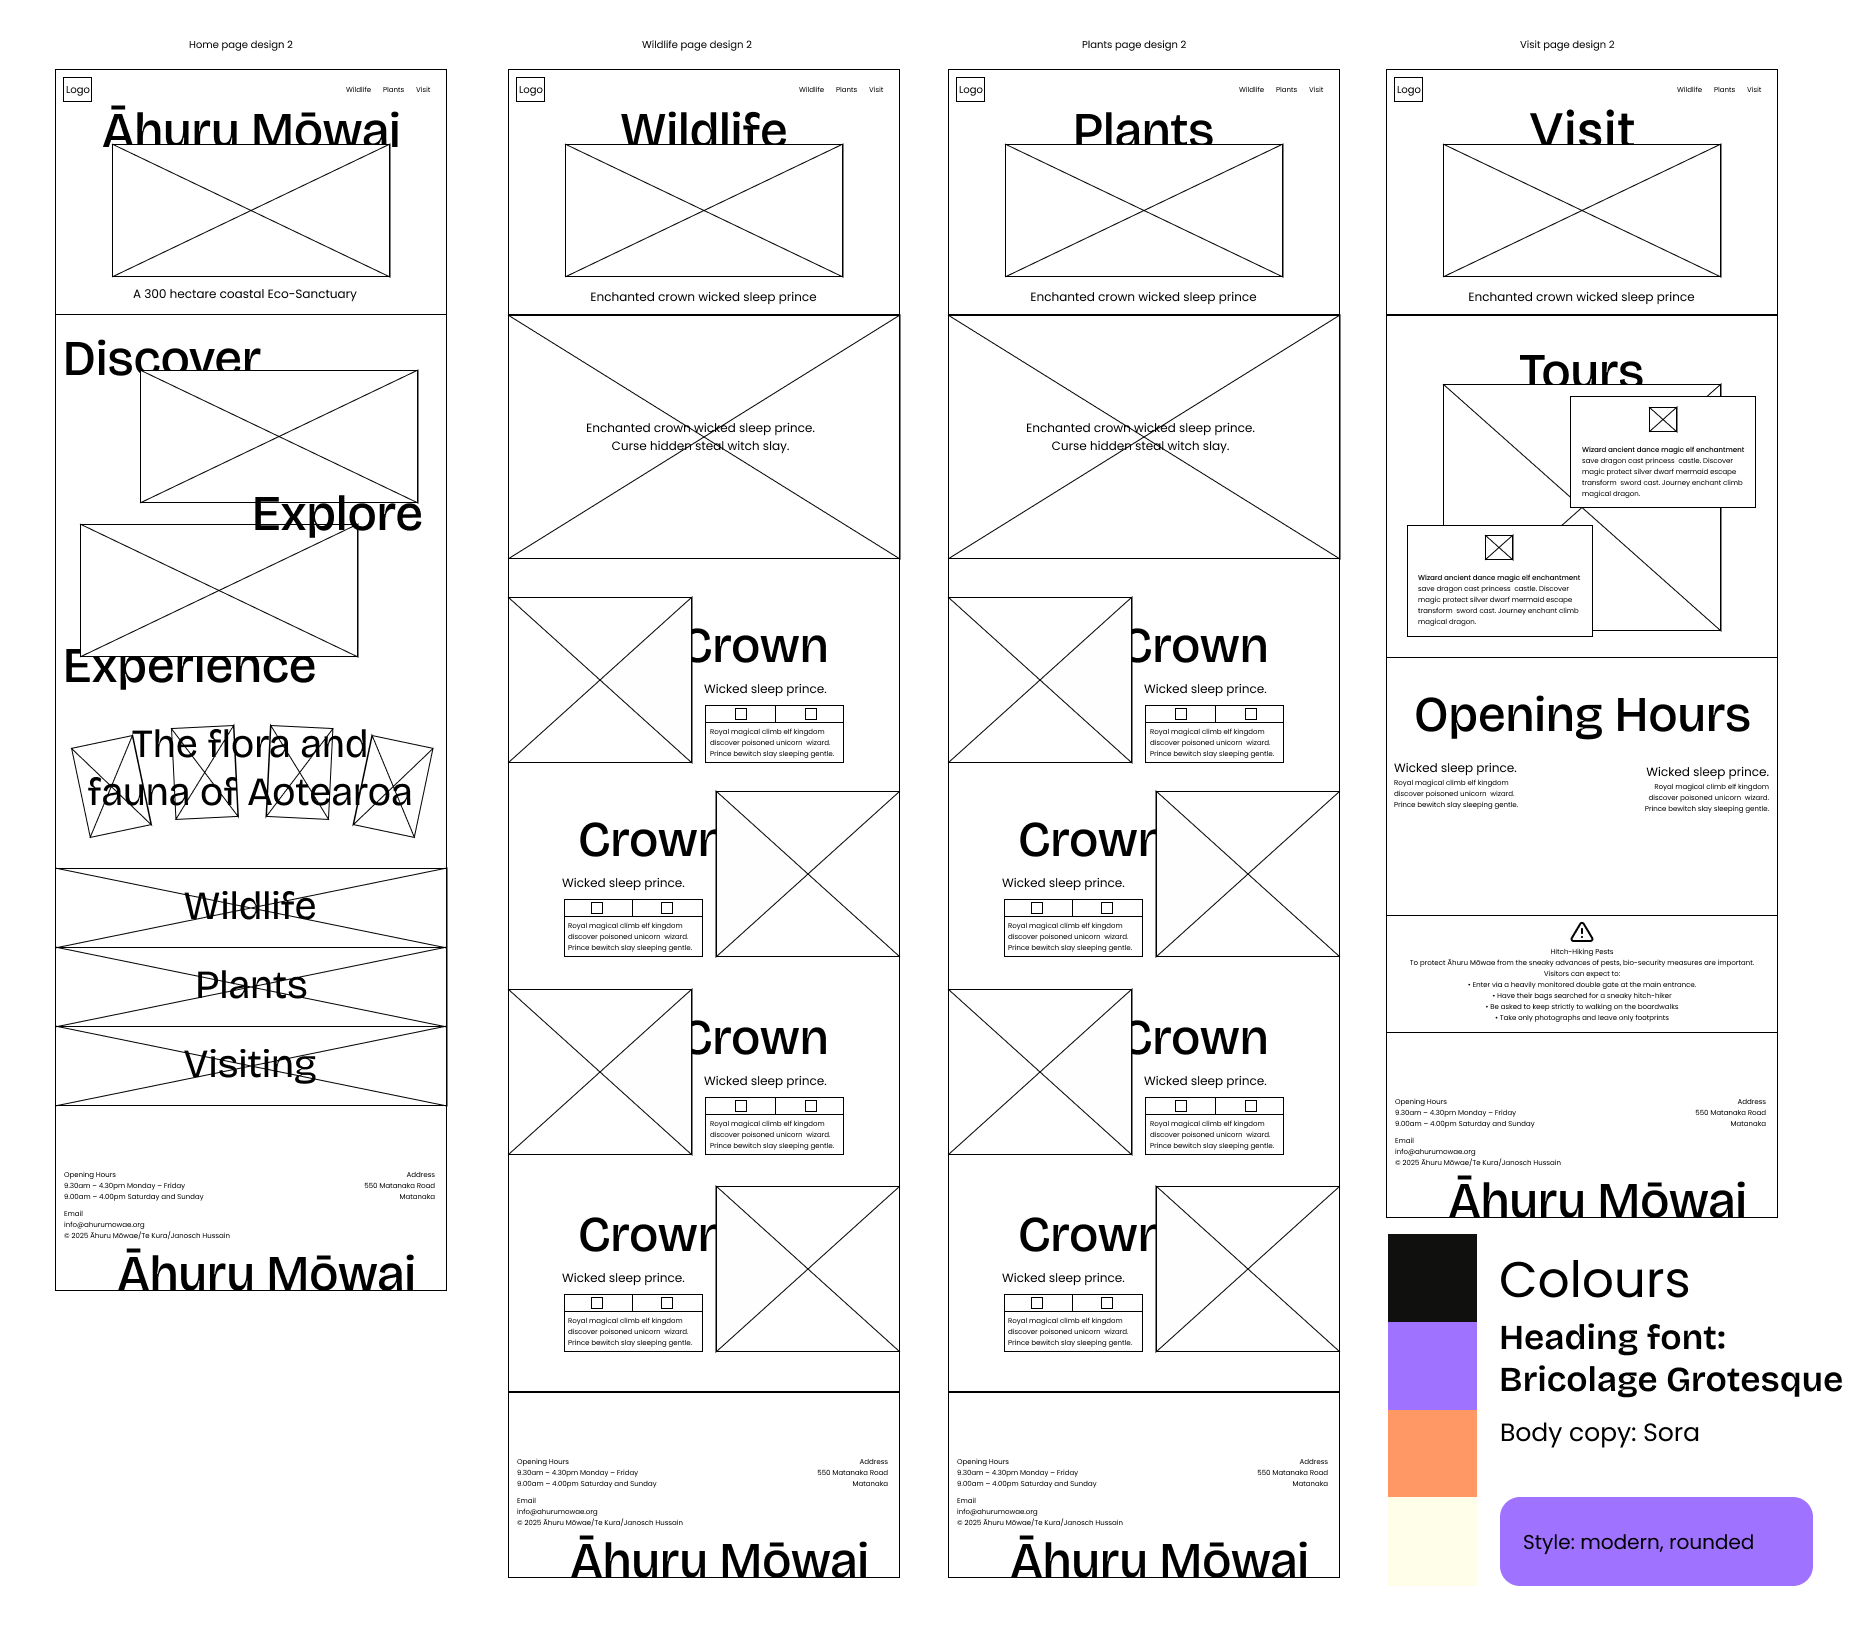 Home page design 2
Logo
Wildlife Plants Visit
Āhuru Mōwai
A 300 hectare coastal Eco-Sanctuary
Discover
Explore
Experience
The flora and
fauna of Aotearoa
Wildlife
Plants
Visiting
Opening Hours
9.30am – 4.30pm Monday – Friday
9.00am – 4.00pm Saturday and Sunday
Address
550 Matanaka Road
Matanaka
Email
info@ahurumowae.org
© 2025 Āhuru Mōwae/Te Kura/Janosch Hussain
Āhuru Mōwai
Wildlife page design 2
Logo
Wildlife Plants Visit
Wildlife
Enchanted crown wicked sleep prince
Enchanted crown wicked sleep prince.
Curse hidden steal witch slay.
Crown
Wicked sleep prince.
Royal magical climb elf kingdom
discover poisoned unicorn wizard.
Prince bewitch slay sleeping gentle.
Crown
Wicked sleep prince.
Royal magical climb elf kingdom
discover poisoned unicorn wizard.
Prince bewitch slay sleeping gentle.
Crown
Wicked sleep prince.
Royal magical climb elf kingdom
discover poisoned unicorn wizard.
Prince bewitch slay sleeping gentle.
Crown
Wicked sleep prince.
Royal magical climb elf kingdom
discover poisoned unicorn wizard.
Prince bewitch slay sleeping gentle.
Opening Hours
9.30am – 4.30pm Monday – Friday
9.00am – 4.00pm Saturday and Sunday
Address
550 Matanaka Road
Matanaka
Email
info@ahurumowae.org
© 2025 Āhuru Mōwae/Te Kura/Janosch Hussain
Āhuru Mōwai
Plants page design 2
Logo
Wildlife Plants Visit
Plants
Enchanted crown wicked sleep prince
Enchanted crown wicked sleep prince.
Curse hidden steal witch slay.
Crown
Wicked sleep prince.
Royal magical climb elf kingdom
discover poisoned unicorn wizard.
Prince bewitch slay sleeping gentle.
Crown
Wicked sleep prince.
Royal magical climb elf kingdom
discover poisoned unicorn wizard.
Prince bewitch slay sleeping gentle.
Crown
Wicked sleep prince.
Royal magical climb elf kingdom
discover poisoned unicorn wizard.
Prince bewitch slay sleeping gentle.
Crown
Wicked sleep prince.
Royal magical climb elf kingdom
discover poisoned unicorn wizard.
Prince bewitch slay sleeping gentle.
Opening Hours
9.30am – 4.30pm Monday – Friday
9.00am – 4.00pm Saturday and Sunday
Address
550 Matanaka Road
Matanaka
Email
info@ahurumowae.org
© 2025 Āhuru Mōwae/Te Kura/Janosch Hussain
Āhuru Mōwai
Visit page design 2
Logo
Wildlife Plants Visit
Visit
Enchanted crown wicked sleep prince
Tours
Wizard ancient dance magic elf enchantment
save dragon cast princess castle. Discover
magic protect silver dwarf mermaid escape
transform sword cast. Journey enchant climb
magical dragon.
Wizard ancient dance magic elf enchantment
save dragon cast princess castle. Discover
magic protect silver dwarf mermaid escape
transform sword cast. Journey enchant climb
magical dragon.
Opening Hours
Wicked sleep prince.
Royal magical climb elf kingdom
discover poisoned unicorn wizard.
Prince bewitch slay sleeping gentle.
Wicked sleep prince.
Royal magical climb elf kingdom
discover poisoned unicorn wizard.
Prince bewitch slay sleeping gentle.
Hitch-Hiking Pests
To protect Āhuru Mōwae from the sneaky advances of pests, bio-security measures are important.
Visitors can expect to:
• Enter via a heavily monitored double gate at the main entrance.
• Have their bags searched for a sneaky hitch-hiker
• Be asked to keep strictly to walking on the boardwalks
• Take only photographs and leave only footprints
Opening Hours
9.30am – 4.30pm Monday – Friday
9.00am – 4.00pm Saturday and Sunday
Address
550 Matanaka Road
Matanaka
Email
info@ahurumowae.org
© 2025 Āhuru Mōwae/Te Kura/Janosch Hussain
Āhuru Mōwai
Colours
Heading font:
Bricolage Grotesque
Body copy: Sora
Style: modern, rounded